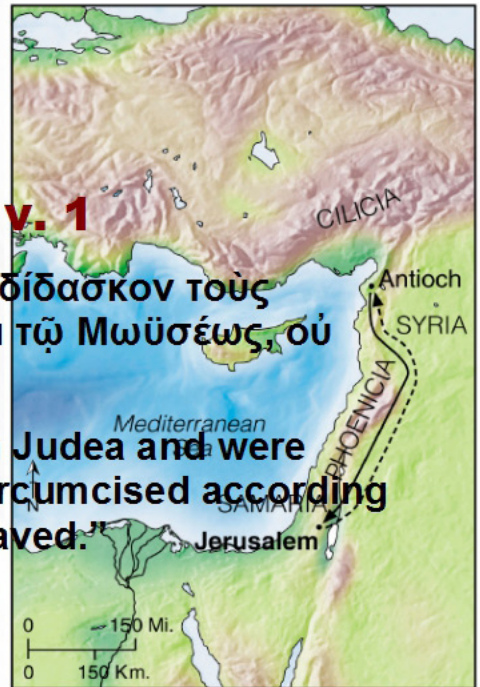 v. 1
CILICIA
Antioch
δίδασκον τοὺς
SYRIA
τῷ Μωϋσέως, οὐ
PHOENICIA
Mediterranean
Sea
Judea and were
rcumcised according
N
SAMARIA
aved.”
Jerusalem
0 150 Mi.
0 150 Km.